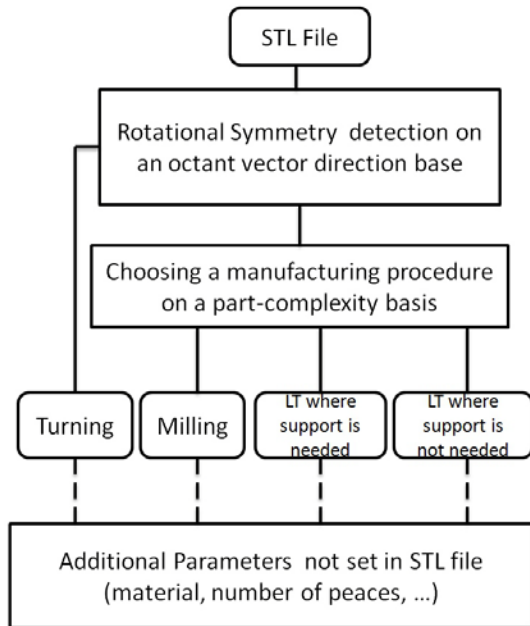 STL File
Rotational Symmetry detection on
an octant vector direction base
Choosing a manufacturing procedure
on a part-complexity basis
Turning
Milling
LT where
support is
needed
LT where
support is
not needed
Additional Parameters not set in STL file
(material, number of peaces, ...)